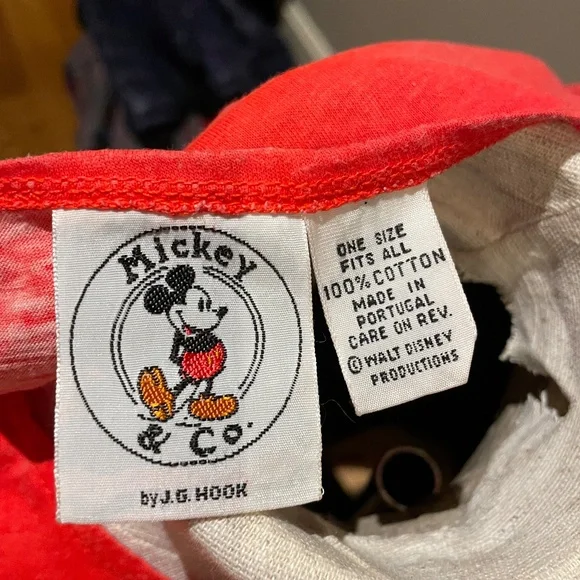 Mickey
& Co.
by J.G. HOOK
ONE SIZE
FITS ALL
100% COTTON
MADE IN
PORTUGAL
CARE ON REV.
© WALT DISNEY
PRODUCTIONS